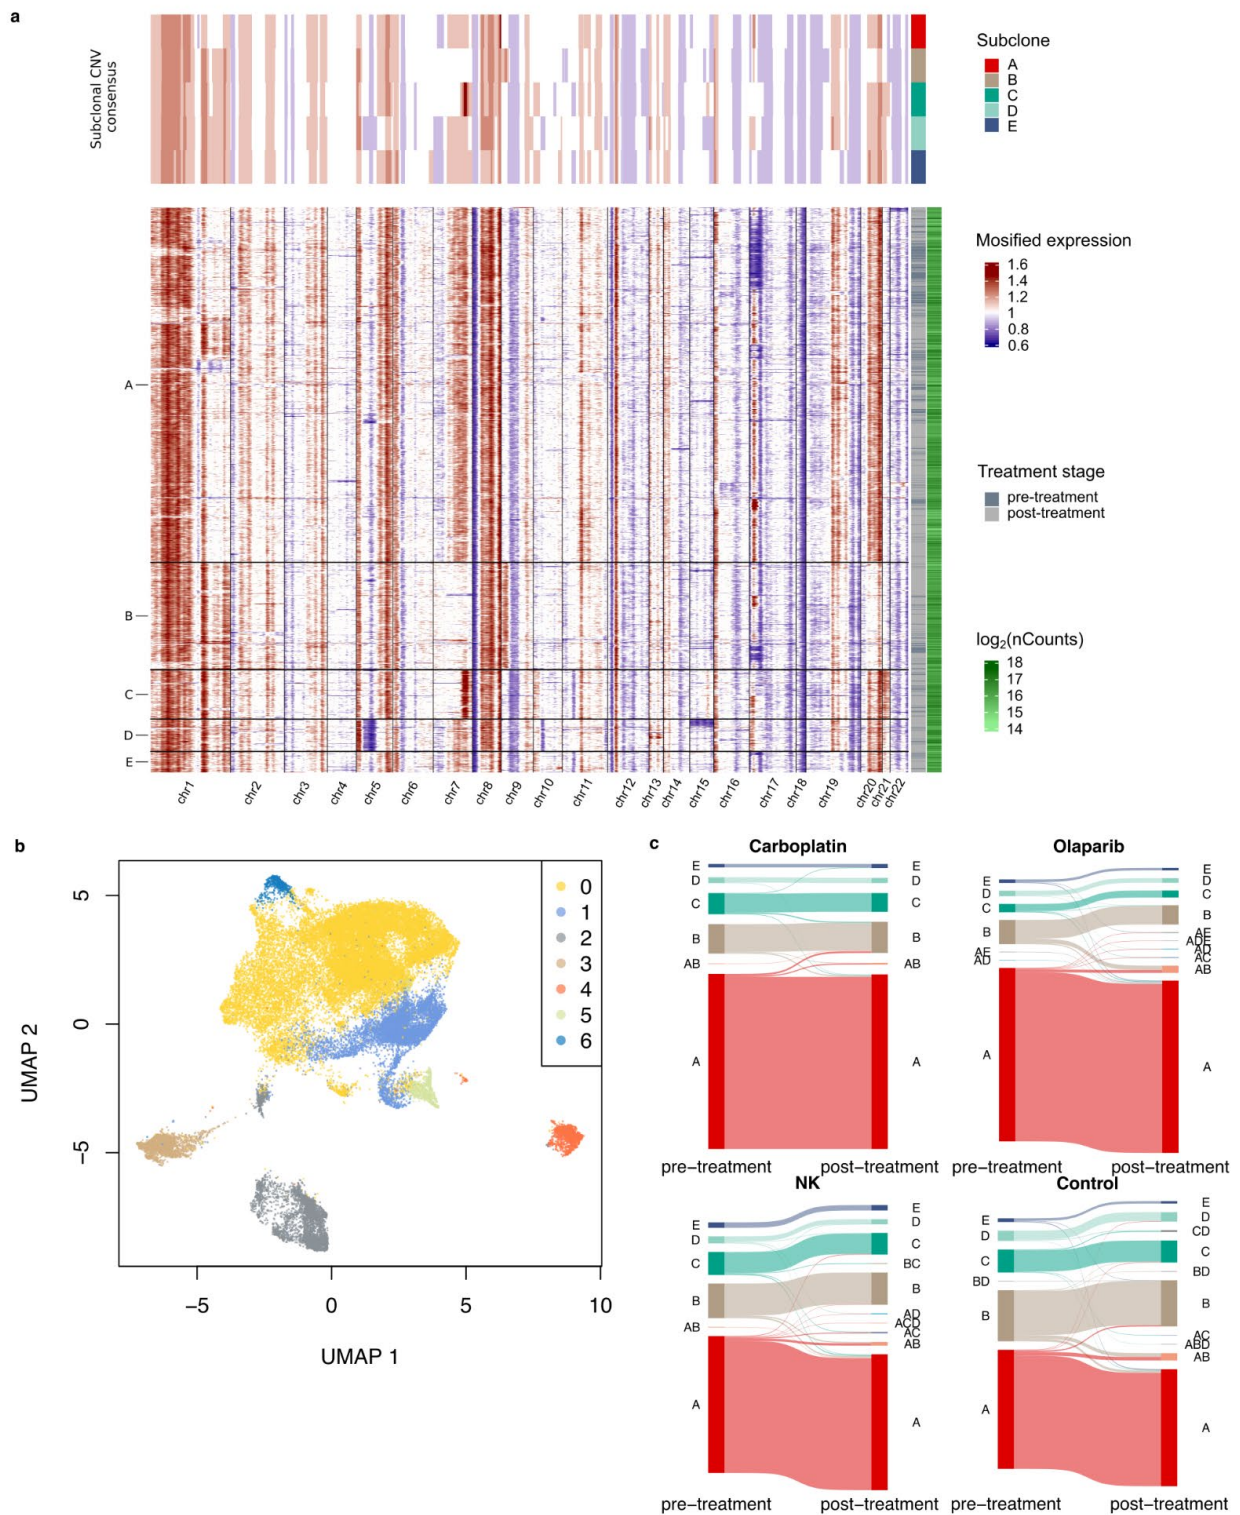 a
Subclonal CNV
consensus
Subclone
A
B
C
D
E
Mosified expression
1.6
1.4
1.2
1
0.8
0.6
Treatment stage
pre-treatment
post-treatment
log2(nCounts)
18
17
16
15
14
A
B
C
D
E
chr1
chr2
chr3
chr4
chr5
chr6
chr7
chr8
chr9
chr10
chr11
chr12
chr13
chr14
chr15
chr16
chr17
chr18
chr19
chr20
chr21
chr22
b
UMAP 2
5
0
−5
0
1
2
3
4
5
6
−5
0
5
10
UMAP 1
c
Carboplatin
E
D
C
B
AB
A
E
D
C
B
AB
A
pre-treatment
post-treatment
Olaparib
E
D
C
B
AE
AD
A
E
D
C
B
AE
ADE
AD
AC
AB
A
pre-treatment
post-treatment
NK
E
D
C
B
AB
A
E
D
C
BC
B
AD
ACD
AC
AB
A
pre-treatment
post-treatment
Control
E
D
C
BD
B
A
E
D
CD
C
BD
B
AC
ABD
AB
A
pre-treatment
post-treatment